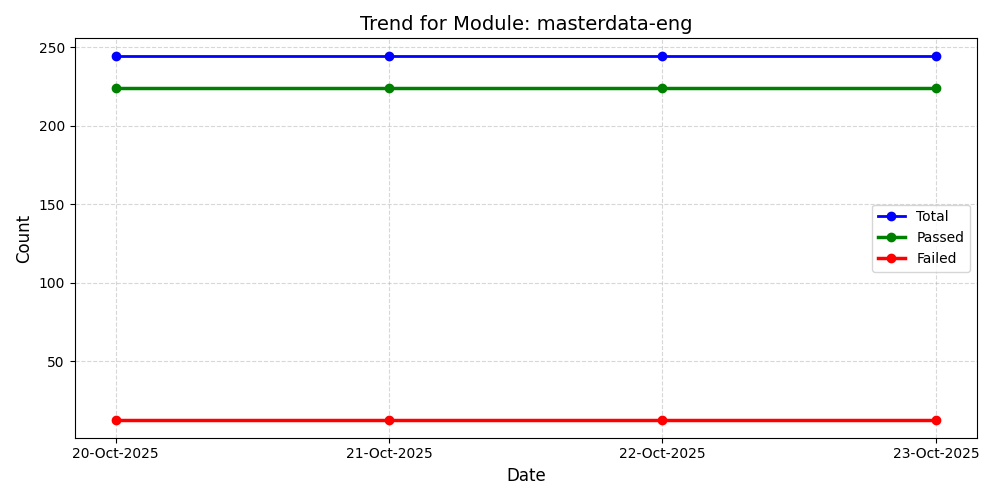 Trend for Module: masterdata-eng
250
200
150
100
50
Count
Total
Passed
Failed
20-Oct-2025
21-Oct-2025
22-Oct-2025
23-Oct-2025
Date